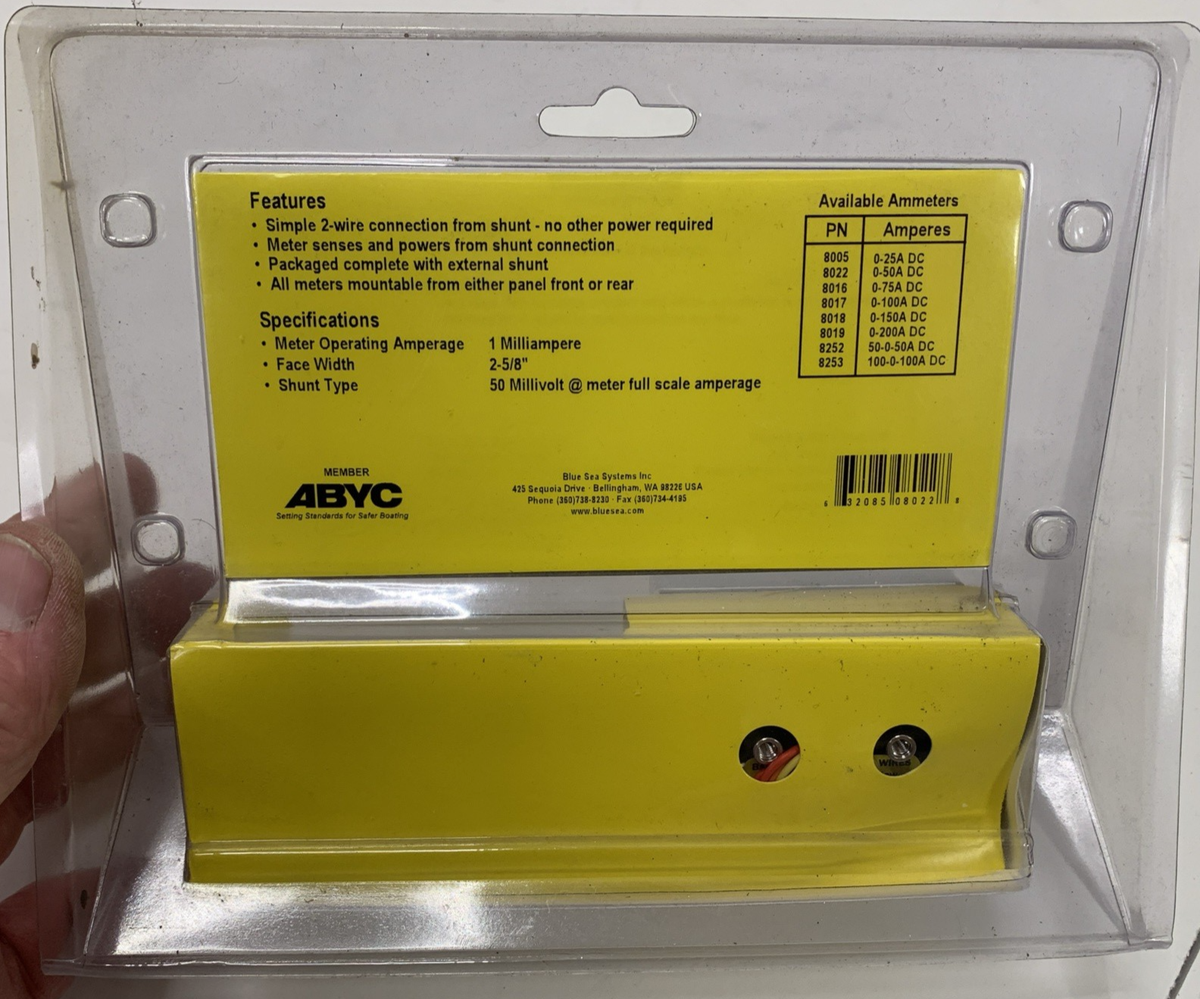 Features
• Simple 2-wire connection from shunt - no other power required
• Meter senses and powers from shunt connection
• Packaged complete with external shunt
• All meters mountable from either panel front or rear
Specifications
• Meter Operating Amperage 1 Milliampere
• Face Width 2-5/8"
• Shunt Type 50 Millivolt @ meter full scale amperage
Available Ammeters
PN Amperes
8005 0-25A DC
8022 0-50A DC
8016 0-75A DC
8017 0-100A DC
8018 0-150A DC
8019 0-200A DC
8252 50-0-50A DC
8253 100-0-100A DC
MEMBER
ABYC
Setting Standards for Safer Boating
Blue Sea Systems Inc
425 Sequoia Drive · Bellingham, WA 98226 USA
Phone (360)738-8230 · Fax (360)734-4195
www.bluesea.com
6 32085 08022 8
Wires